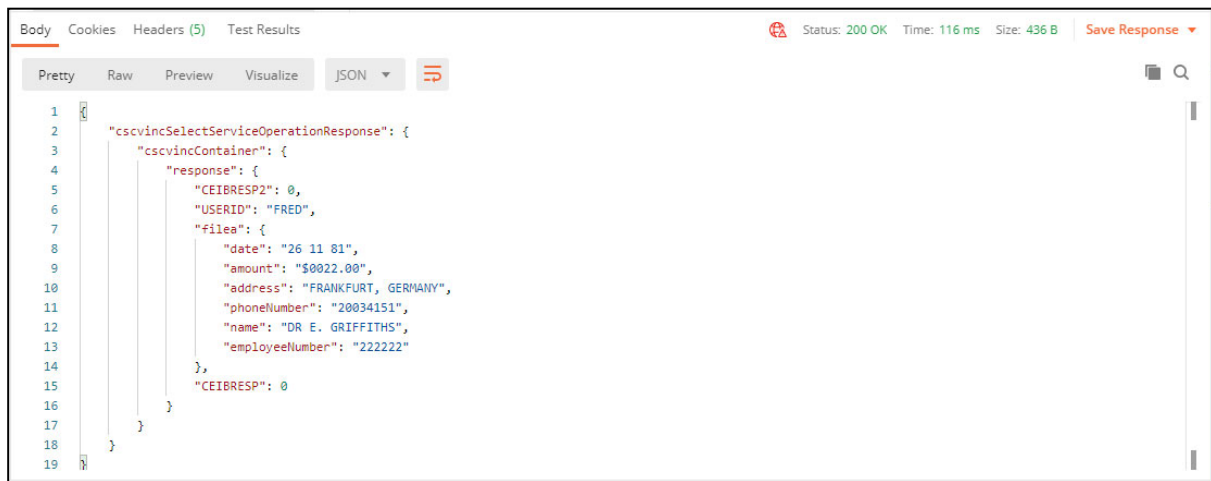 Body Cookies Headers (5) Test Results Status: 200 OK Time: 116 ms Size: 436 B Save Response
Pretty Raw Preview Visualize JSON
1 {
2 "cscvincSelectServiceOperationResponse": {
3 "cscvincContainer": {
4 "response": {
5 "CEIBRESP2": 0,
6 "USERID": "FRED",
7 "filea": {
8 "date": "26 11 81",
9 "amount": "$0022.00",
10 "address": "FRANKFURT, GERMANY",
11 "phoneNumber": "20034151",
12 "name": "DR E. GRIFFITHS",
13 "employeeNumber": "222222"
14 },
15 "CEIBRESP": 0
16 }
17 }
18 }
19 }